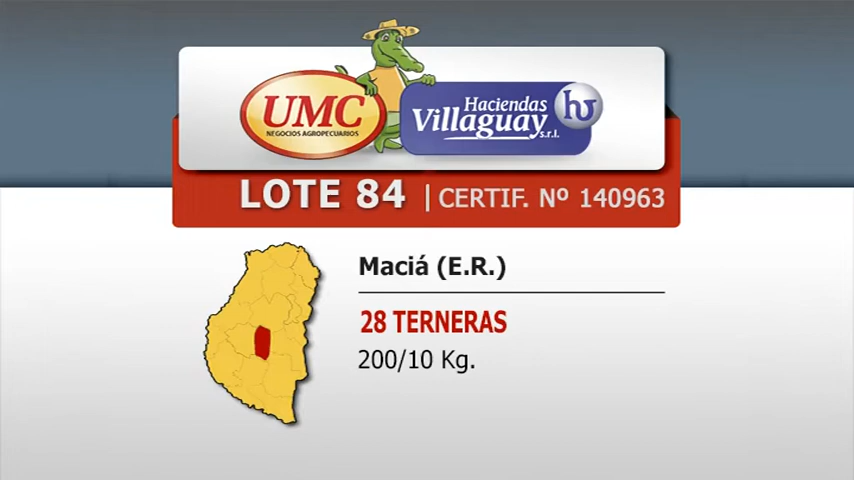 UMC
NEGOCIOS AGROPECUARIOS
Haciendas
Villaguay
s.r.l.
hv
LOTE 84 | CERTIF. Nº 140963
Maciá (E.R.)
28 TERNERAS
200/10 Kg.